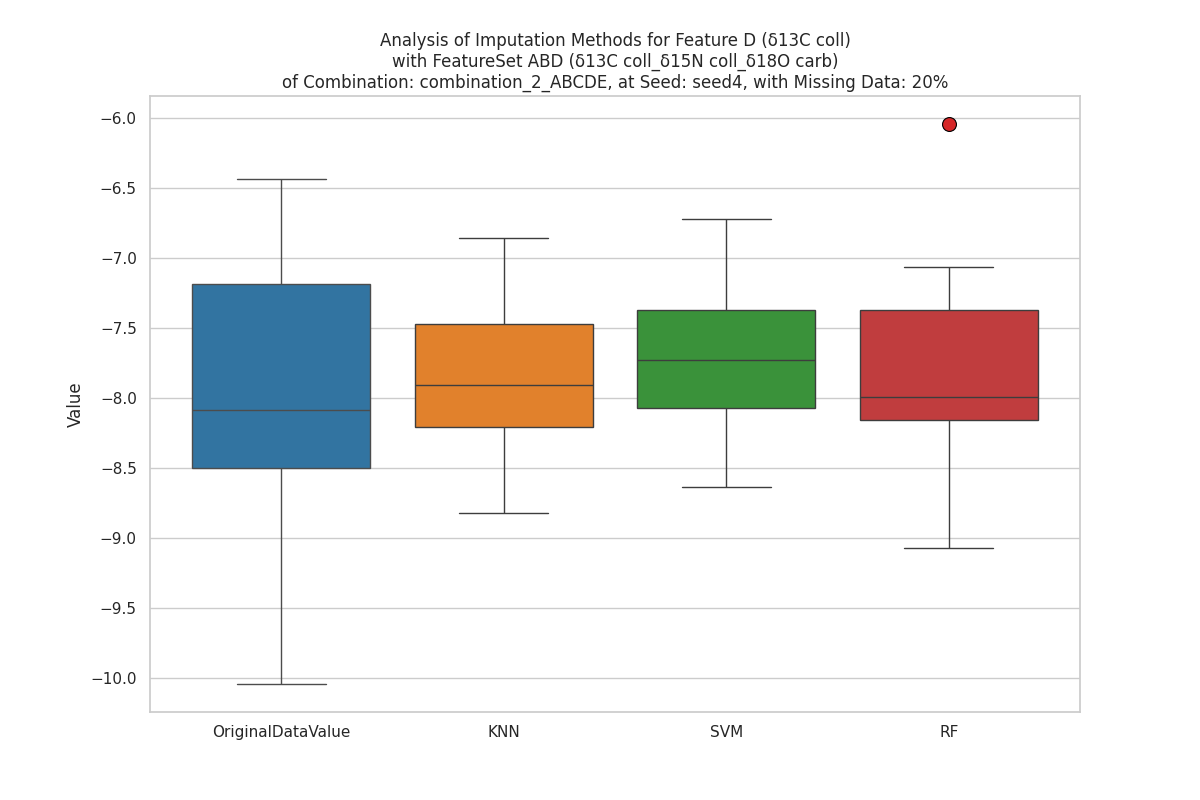 Analysis of Imputation Methods for Feature D (δ13C coll)
with FeatureSet ABD (δ13C coll_δ15N coll_δ18O carb)
of Combination: combination_2_ABCDE, at Seed: seed4, with Missing Data: 20%
−6.0
−6.5
−7.0
−7.5
−8.0
−8.5
−9.0
−9.5
−10.0
Value
OriginalDataValue
KNN
SVM
RF